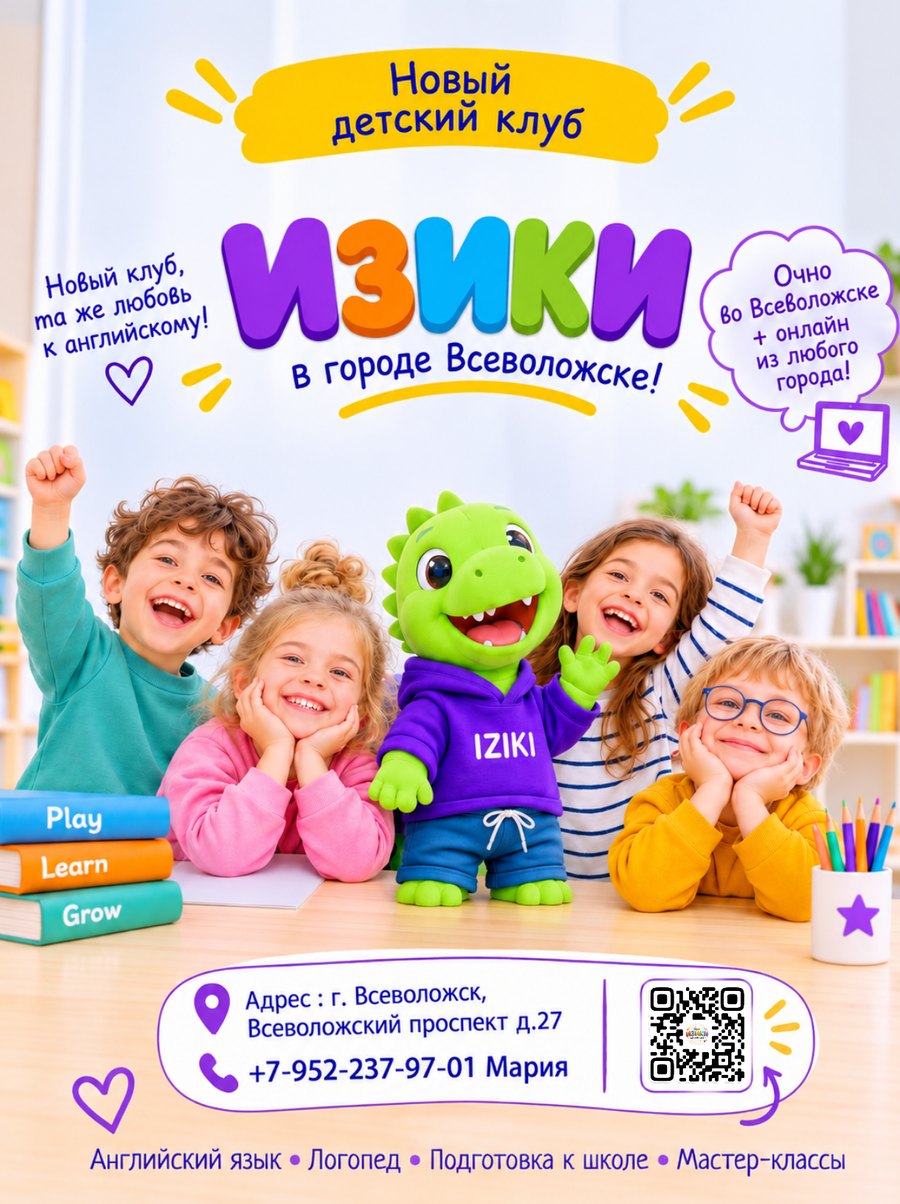 Новый
детский клуб
ИЗИКИ
в городе Всеволожске!
Новый клуб,
та же любовь
к английскому!
Очно
во Всеволожске
+ онлайн
из любого
города!
IZIKI
Play
Learn
Grow
Адрес : г. Всеволожск,
Всеволожский проспект д.27
+7-952-237-97-01 Мария
ИЗИКИ
Английский язык • Логопед • Подготовка к школе • Мастер-классы